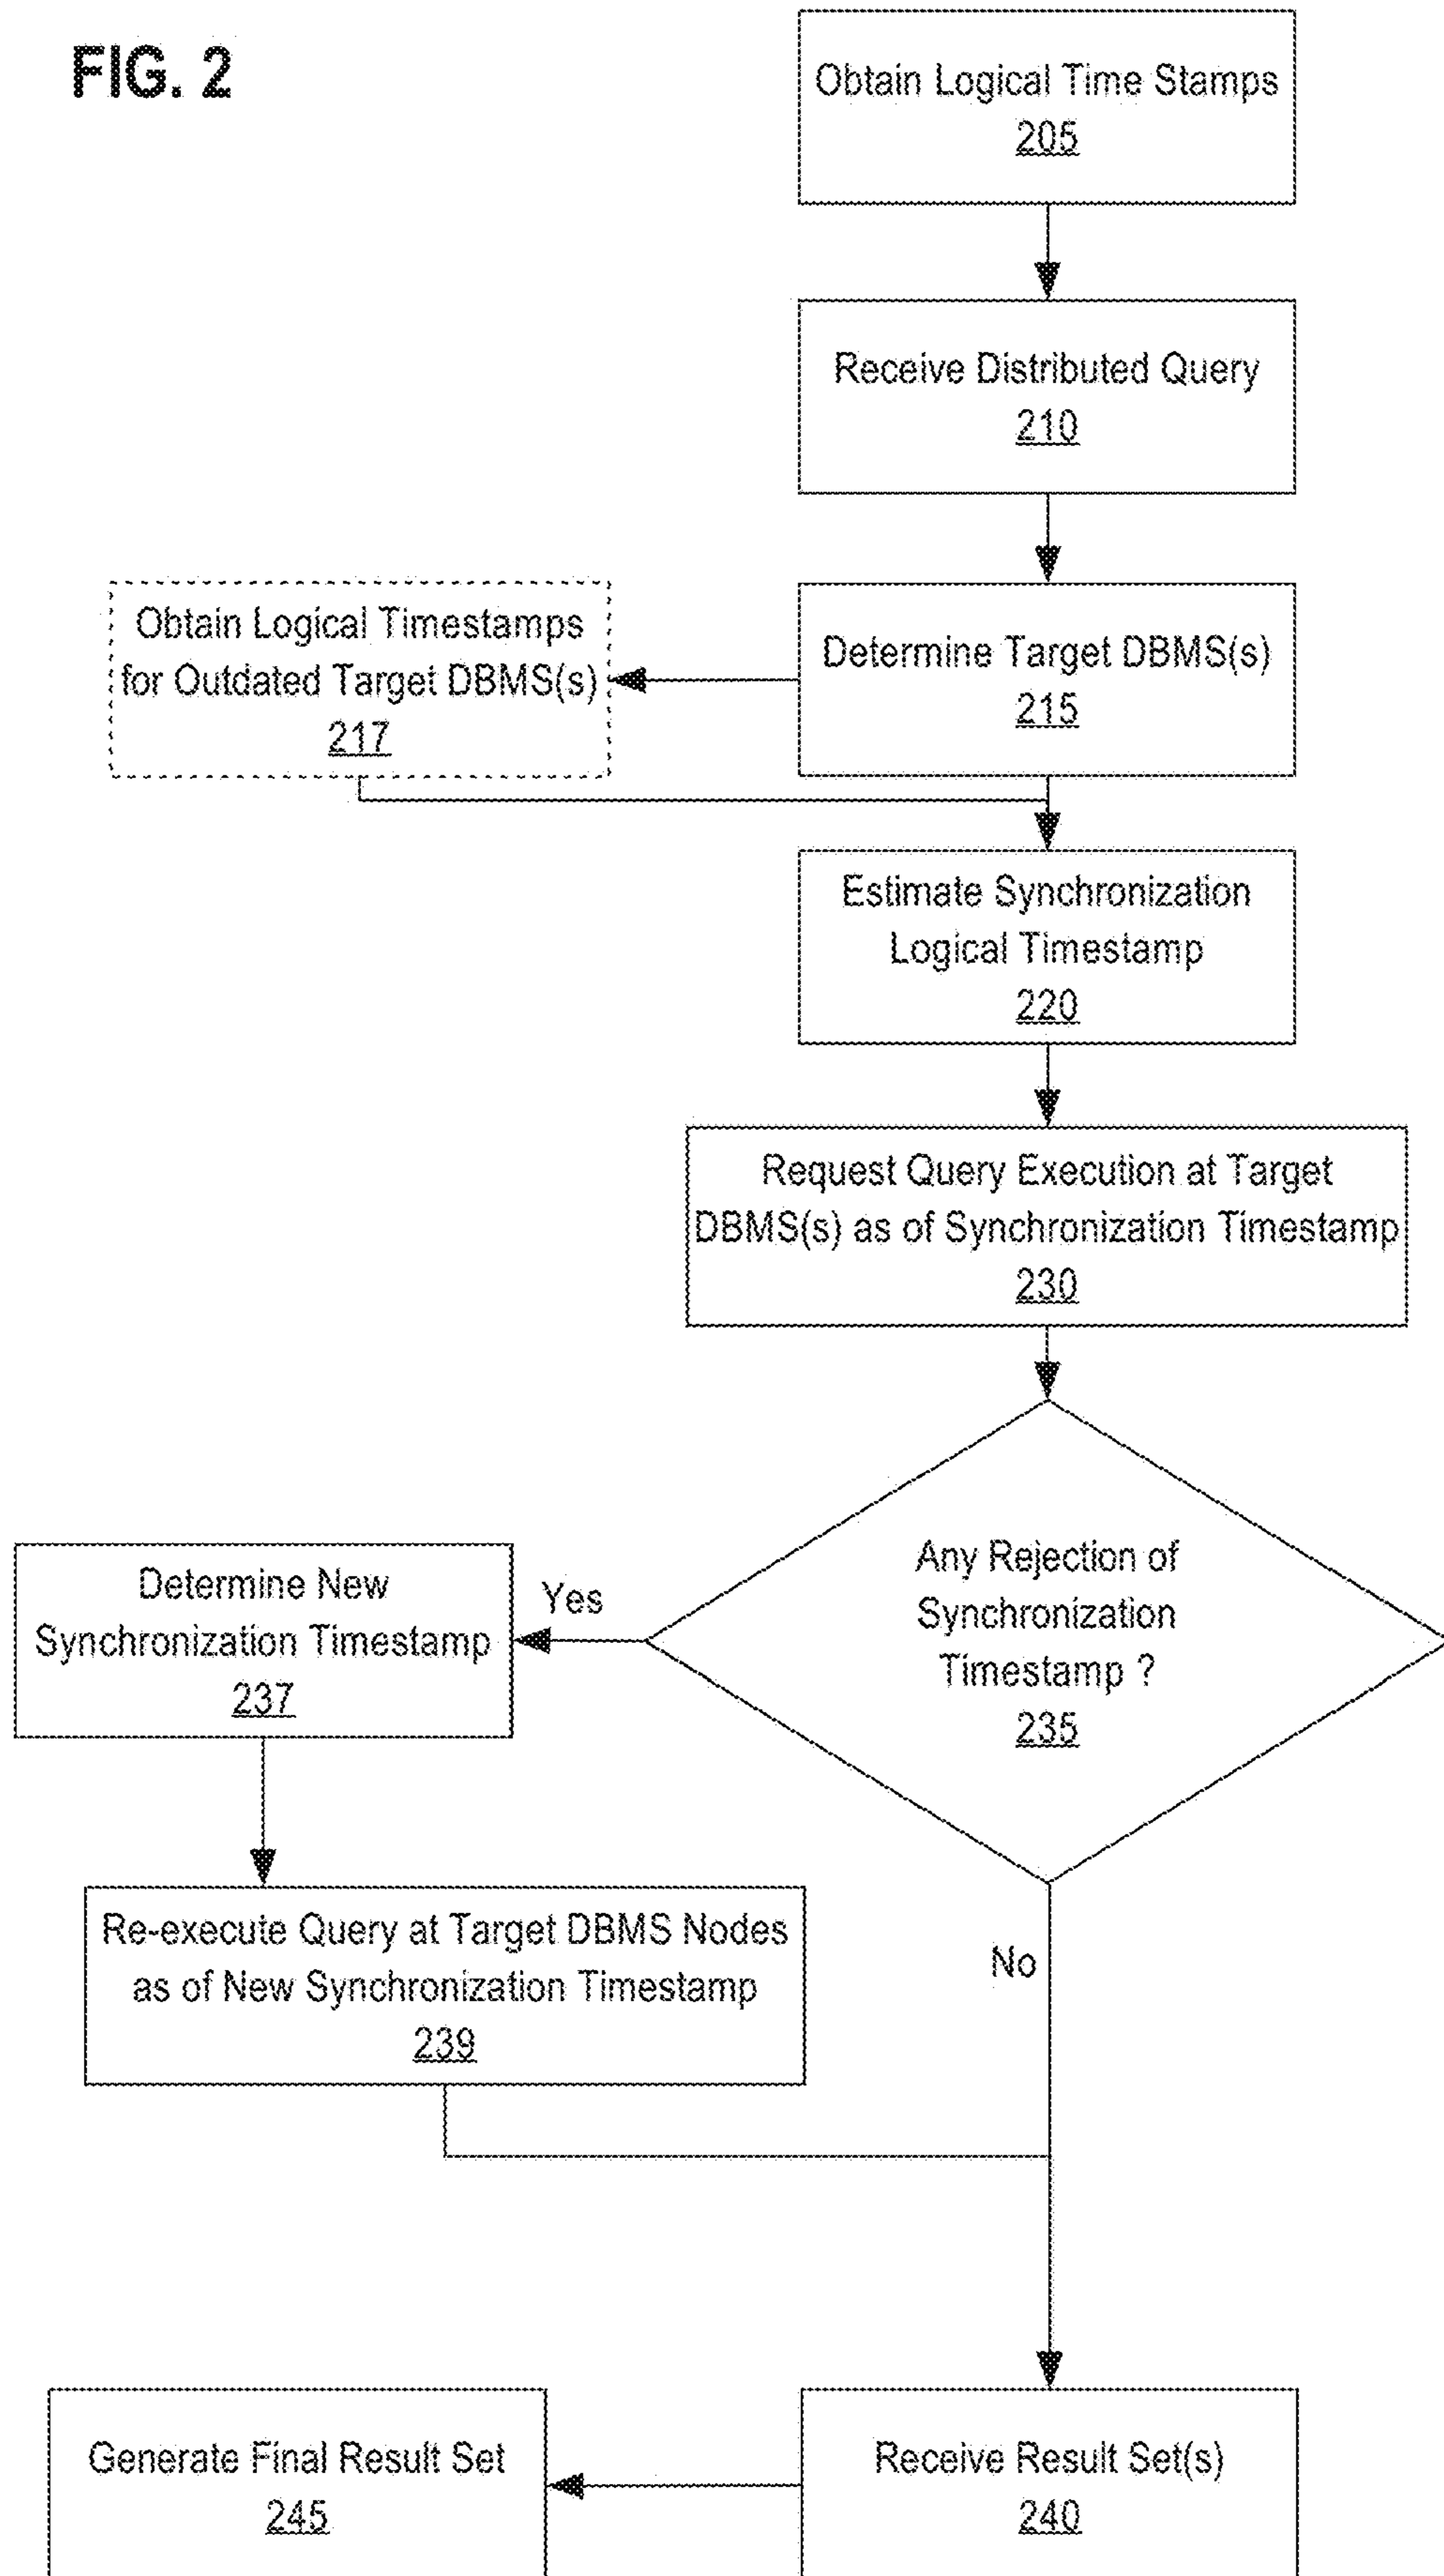 FIG. 2
Obtain Logical Time Stamps
205
Receive Distributed Query
210
Determine Target DBMS(s)
215
Obtain Logical Timestamps
for Outdated Target DBMS(s)
217
Estimate Synchronization
Logical Timestamp
220
Request Query Execution at Target
DBMS(s) as of Synchronization Timestamp
230
Any Rejection of
Synchronization
Timestamp ?
235
Yes
Determine New
Synchronization Timestamp
237
Re-execute Query at Target DBMS Nodes
as of New Synchronization Timestamp
239
No
Receive Result Set(s)
240
Generate Final Result Set
245